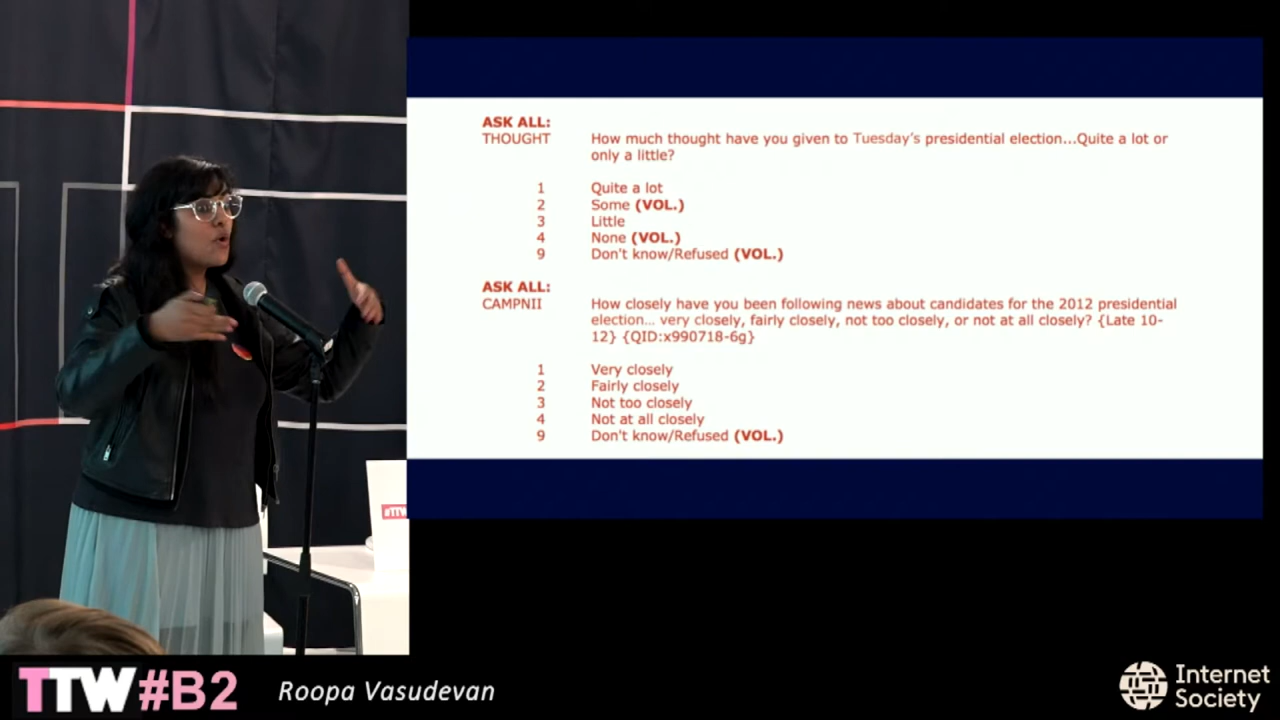 ASK ALL:
THOUGHT How much thought have you given to Tuesday's presidential election...Quite a lot or
only a little?
1 Quite a lot
2 Some (VOL.)
3 Little
4 None (VOL.)
9 Don't know/Refused (VOL.)
ASK ALL:
CAMPNII How closely have you been following news about candidates for the 2012 presidential
election... very closely, fairly closely, not too closely, or not at all closely? {Late 10-
12} {QID:x990718-6g}
1 Very closely
2 Fairly closely
3 Not too closely
4 Not at all closely
9 Don't know/Refused (VOL.)
#TTW
TTW#B2
Roopa Vasudevan
Internet
Society